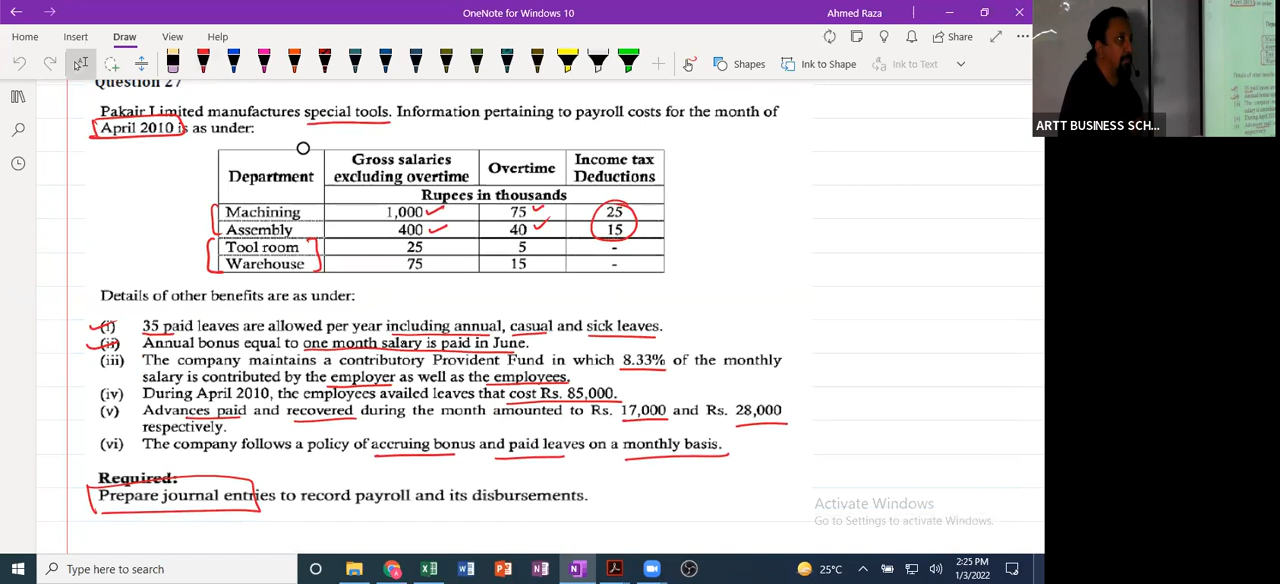 OneNote for Windows 10
Ahmed Raza
Home Insert Draw View Help
Share
Shapes Ink to Shape Ink to Text
Question 27
Pakair Limited manufactures special tools. Information pertaining to payroll costs for the month of
April 2010 is as under:
Department Gross salaries excluding overtime Overtime Income tax Deductions
Rupees in thousands
Machining 1,000 75 25
Assembly 400 40 15
Tool room 25 5 -
Warehouse 75 15 -
Details of other benefits are as under:
(i) 35 paid leaves are allowed per year including annual, casual and sick leaves.
(ii) Annual bonus equal to one month salary is paid in June.
(iii) The company maintains a contributory Provident Fund in which 8.33% of the monthly
salary is contributed by the employer as well as the employees.
(iv) During April 2010, the employees availed leaves that cost Rs. 85,000.
(v) Advances paid and recovered during the month amounted to Rs. 17,000 and Rs. 28,000
respectively.
(vi) The company follows a policy of accruing bonus and paid leaves on a monthly basis.
Required:
Prepare journal entries to record payroll and its disbursements.
Activate Windows
Go to Settings to activate Windows.
ARTT BUSINESS SCH...
Type here to search
25°C
2:25 PM
1/3/2022